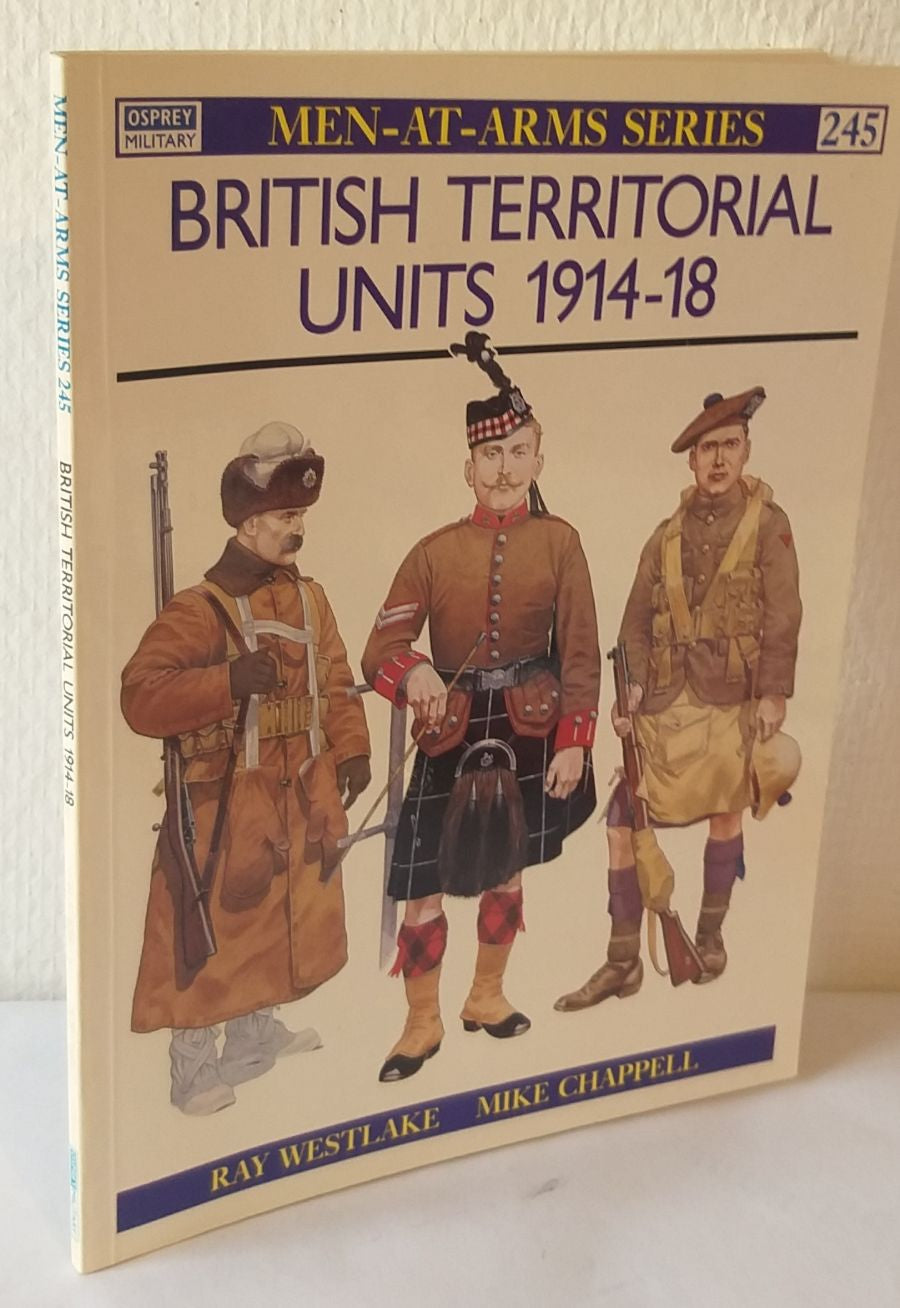 OSPREY
MILITARY
MEN-AT-ARMS SERIES
245
BRITISH TERRITORIAL
UNITS 1914-18
RAY WESTLAKE MIKE CHAPPELL
MEN-AT-ARMS SERIES 245
BRITISH TERRITORIAL UNITS 1914-18